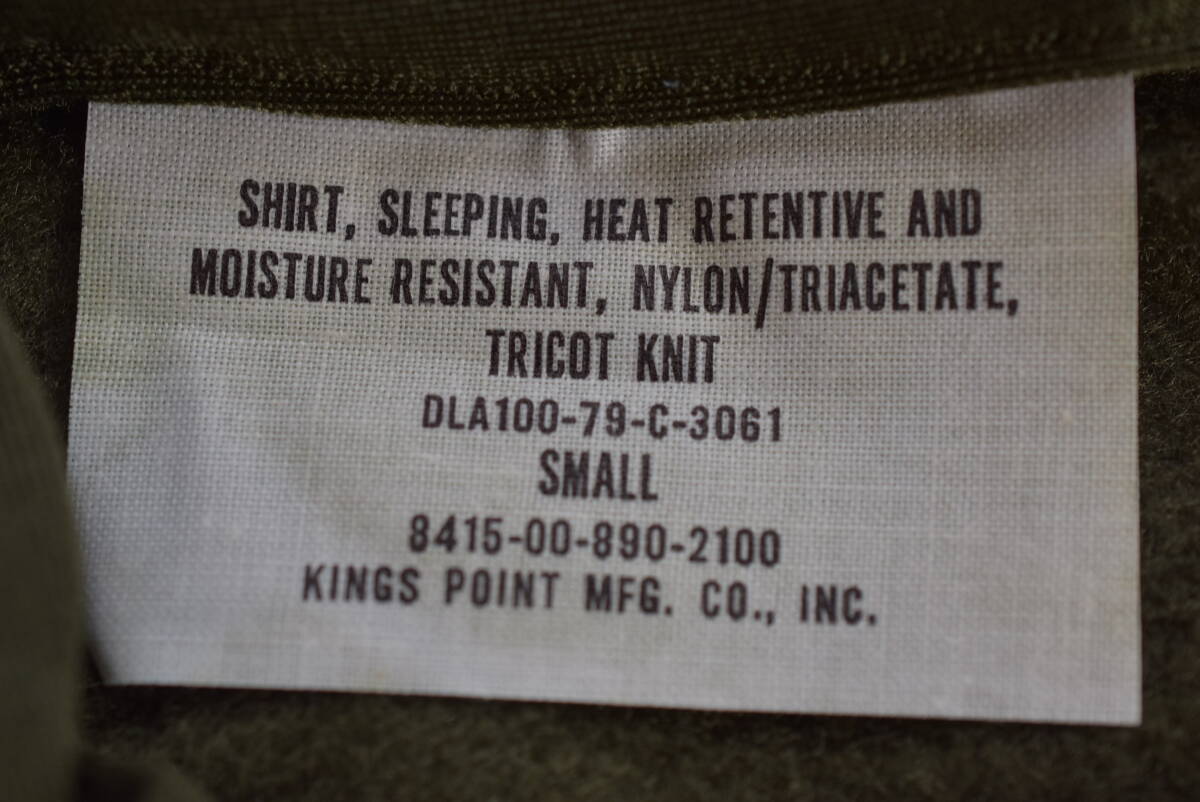 SHIRT, SLEEPING, HEAT RETENTIVE AND
MOISTURE RESISTANT, NYLON/TRIACETATE,
TRICOT KNIT
DLA100-79-C-3061
SMALL
8415-00-890-2100
KINGS POINT MFG. CO., INC.